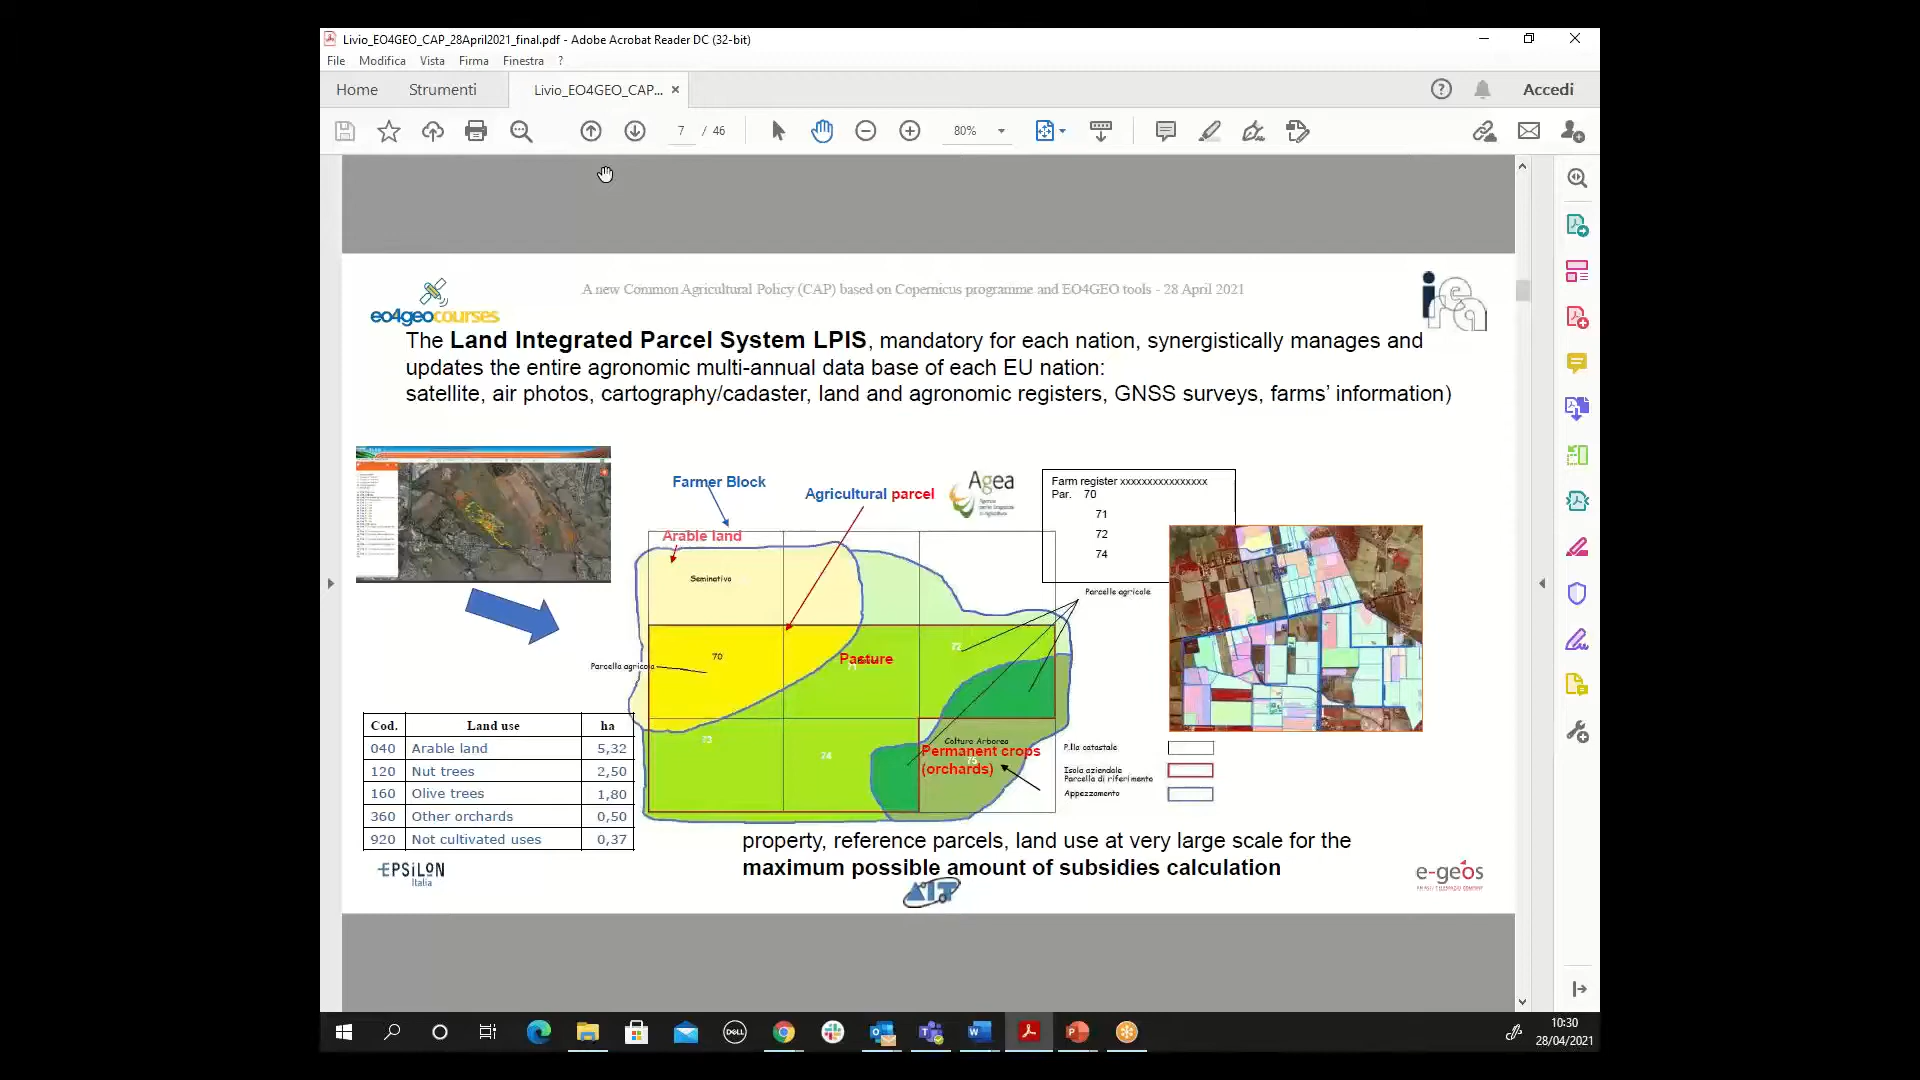 Livio_EO4GEO_CAP_28April2021_final.pdf - Adobe Acrobat Reader DC (32-bit)
File Modifica Vista Firma Finestra ?
Home Strumenti Livio_EO4GEO_CAP... × Accedi
7 / 46 80%
eo4geocourses
A new Common Agricultural Policy (CAP) based on Copernicus programme and EO4GEO tools - 28 April 2021
The Land Integrated Parcel System LPIS, mandatory for each nation, synergistically manages and
updates the entire agronomic multi-annual data base of each EU nation:
satellite, air photos, cartography/cadaster, land and agronomic registers, GNSS surveys, farms' information)
Farmer Block
Agricultural parcel
Agea
Farm register xxxxxxxxxxxxxxxx
Par. 70
71
72
74
Arable land
Seminativo
Parcelle agricole
70
Pasture
72
Parcella agricola
73
74
Coltura Arborea
Permanent crops
(orchards)
75
P.lla catastale
Isola aziendale
Parcella di riferimento
Appezzamento
Cod. Land use ha
040 Arable land 5,32
120 Nut trees 2,50
160 Olive trees 1,80
360 Other orchards 0,50
920 Not cultivated uses 0,37
property, reference parcels, land use at very large scale for the
maximum possible amount of subsidies calculation
EPSiLON
Italia
AIT
e-geos
DELL
10:30
28/04/2021